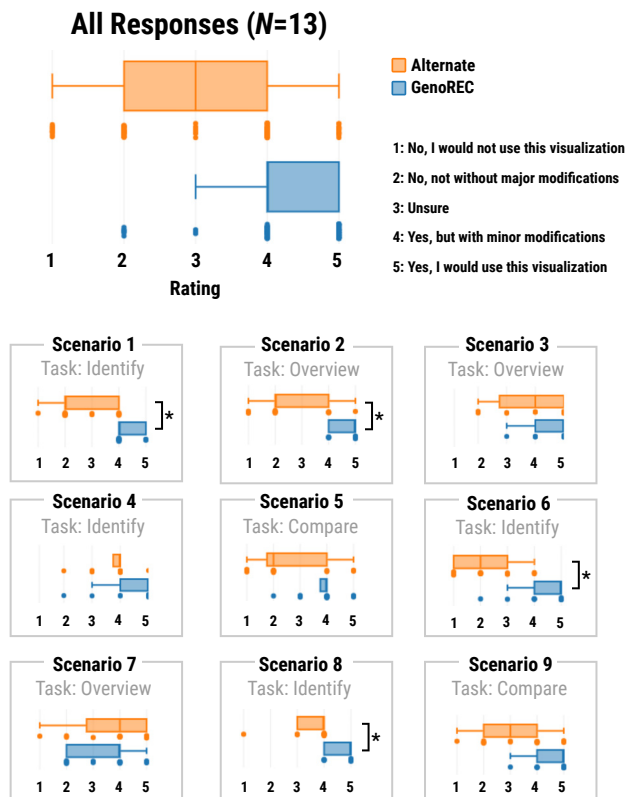 All Responses (N=13)
Alternate
GenoREC
1: No, I would not use this visualization
2: No, not without major modifications
3: Unsure
4: Yes, but with minor modifications
5: Yes, I would use this visualization
1 2 3 4 5
Rating
Scenario 1
Task: Identify
*
1 2 3 4 5
Scenario 2
Task: Overview
*
1 2 3 4 5
Scenario 3
Task: Overview
1 2 3 4 5
Scenario 4
Task: Identify
1 2 3 4 5
Scenario 5
Task: Compare
1 2 3 4 5
Scenario 6
Task: Identify
*
1 2 3 4 5
Scenario 7
Task: Overview
1 2 3 4 5
Scenario 8
Task: Identify
*
1 2 3 4 5
Scenario 9
Task: Compare
1 2 3 4 5